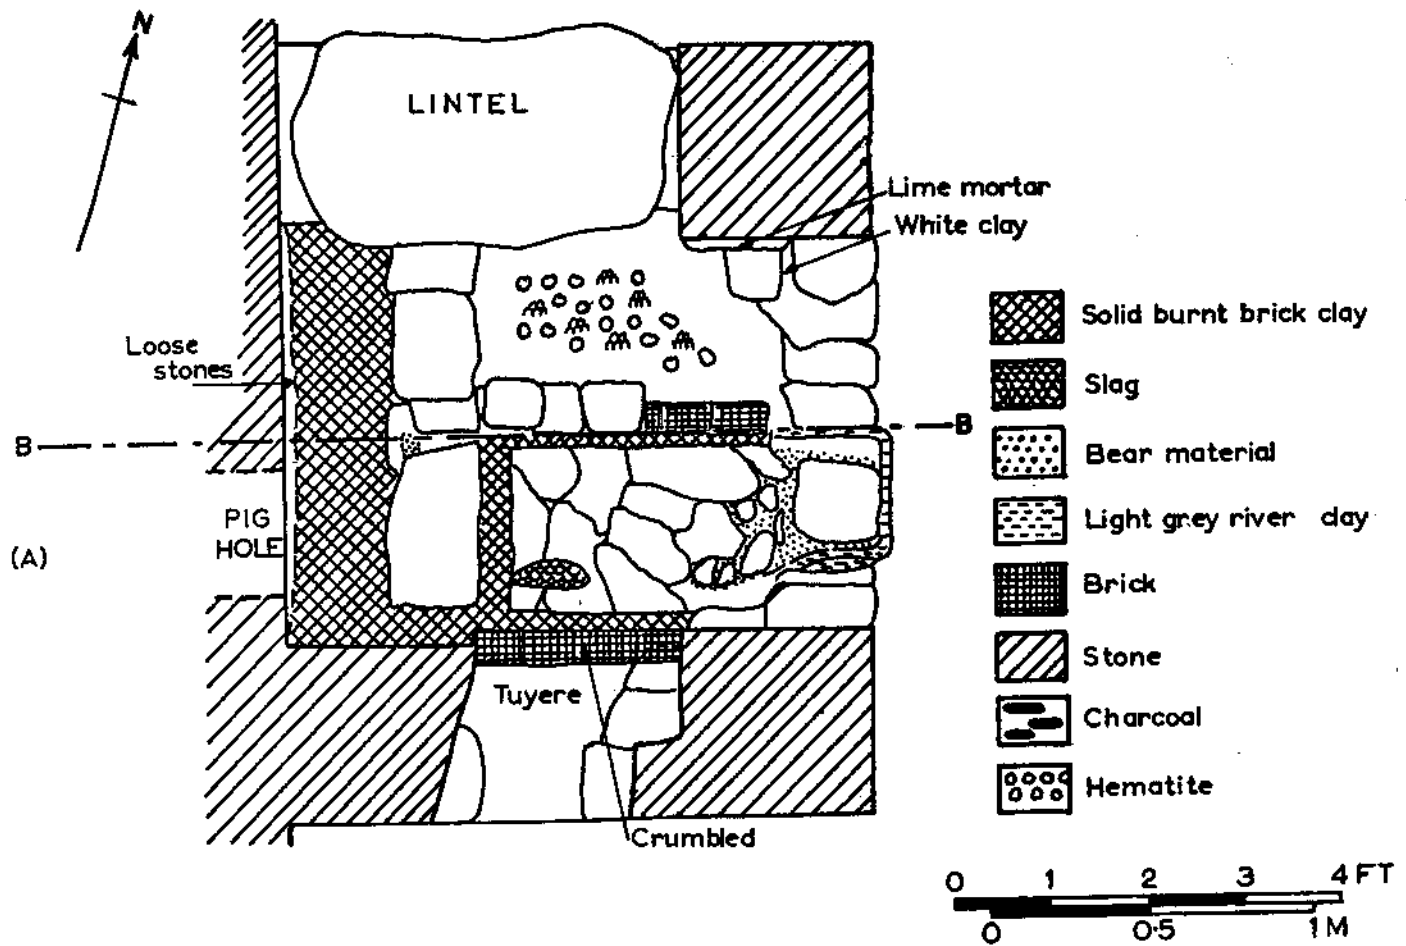 N
LINTEL
Lime mortar
White clay
Loose
stones
B
B
PIG
HOLE
(A)
Tuyere
Crumbled
Solid burnt brick clay
Slag
Bear material
Light grey river clay
Brick
Stone
Charcoal
Hematite
0 1 2 3 4 FT
0 0·5 1 M